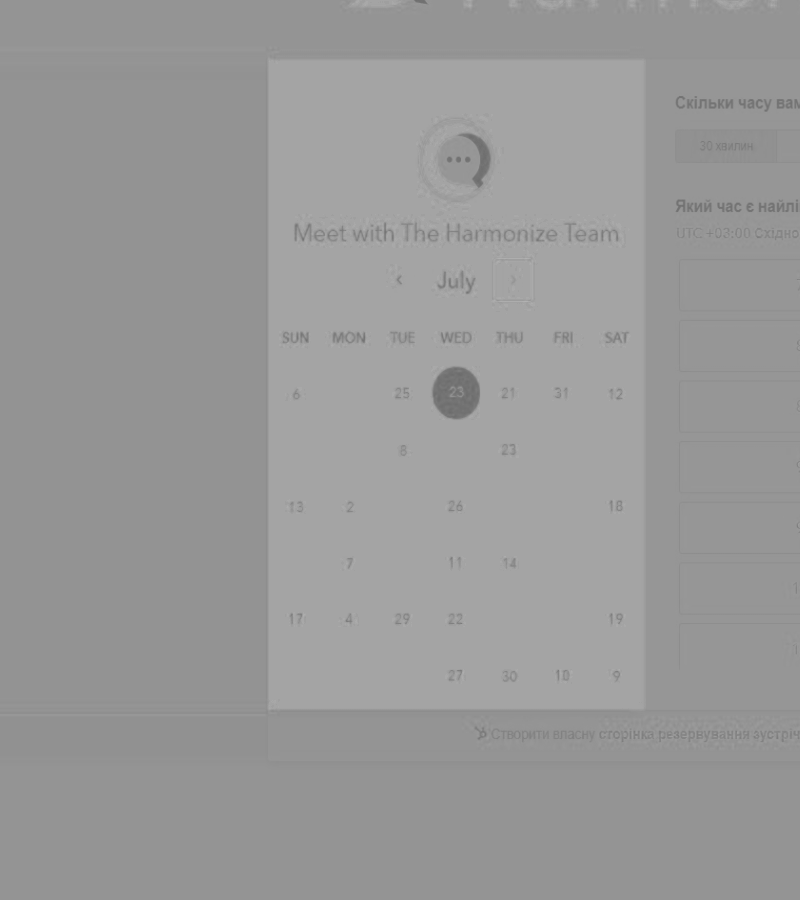 Meet with The Harmonize Team
July
SUN MON TUE WED THU FRI SAT
6 25 23 21 31 12
8 23
13 2 26 18
7 11 14
17 4 29 22 19
27 30 18 9
Скільки часу вам
30 хвилин
Який час є найлі
UTC +03:00 Східно
Створити власну сторінка резервування зустріч